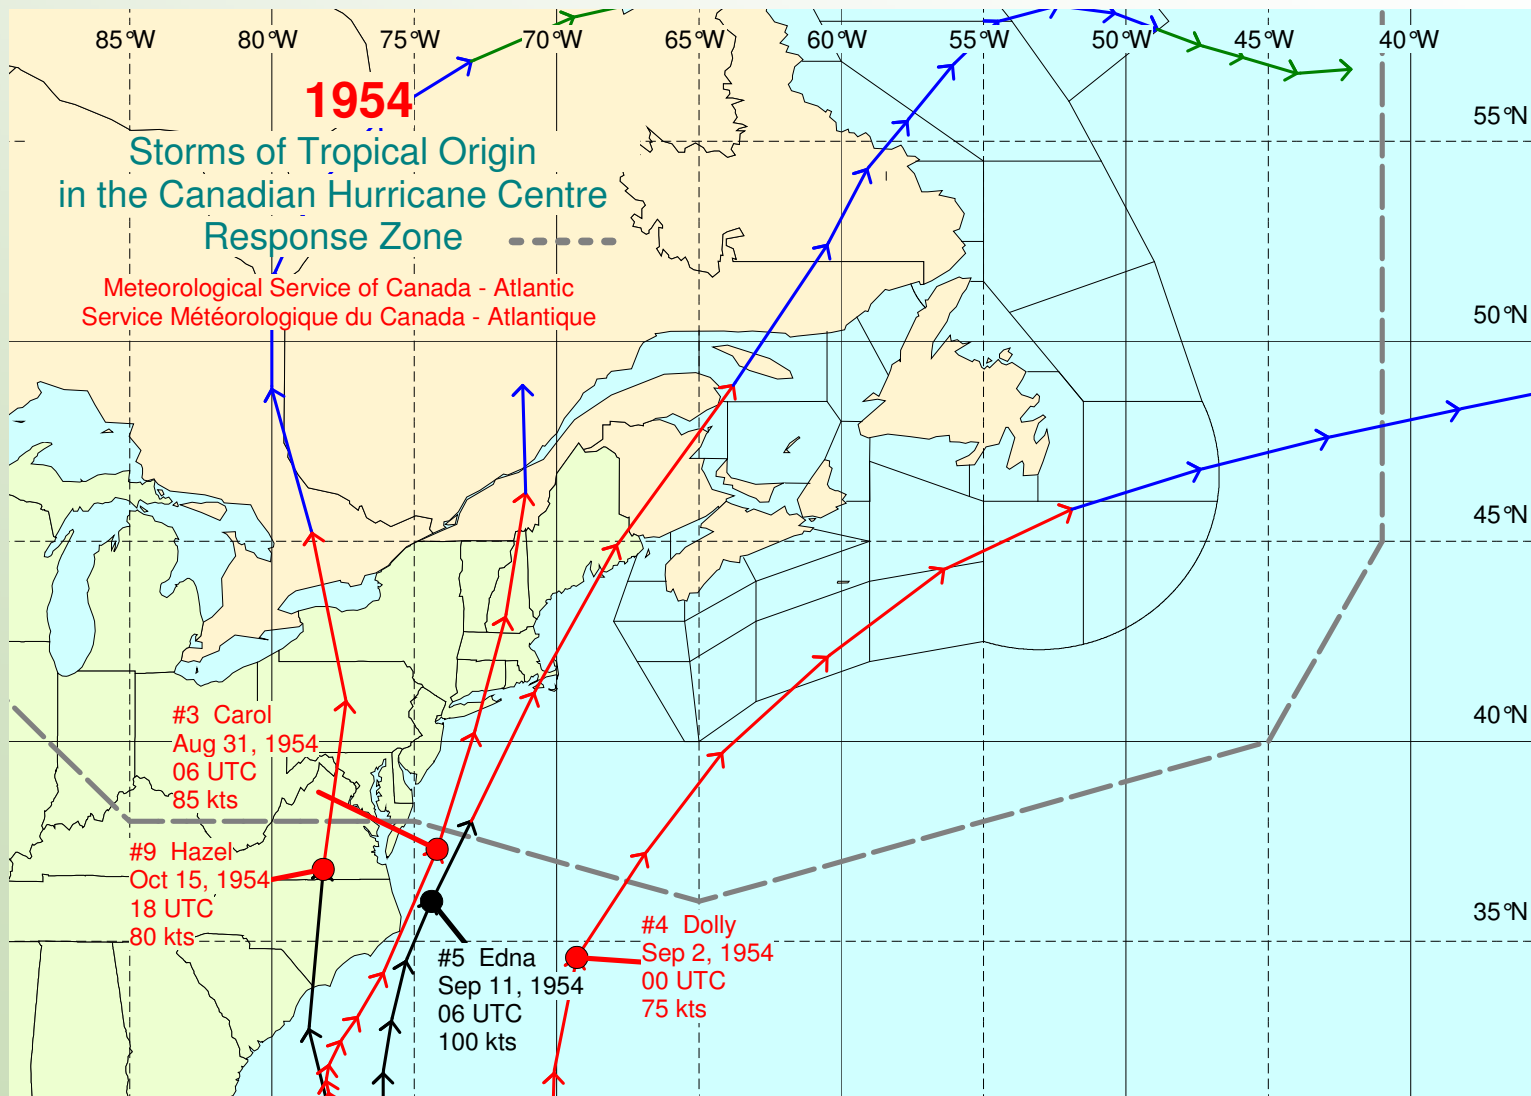 85°W 80°W 75°W 70°W 65°W 60°W 55°W 50°W 45°W 40°W
1954
55°N
Storms of Tropical Origin
in the Canadian Hurricane Centre
Response Zone
Meteorological Service of Canada - Atlantic
Service Météorologique du Canada - Atlantique
50°N
45°N
40°N
#3 Carol
Aug 31, 1954
06 UTC
85 kts
#9 Hazel
Oct 15, 1954
18 UTC
80 kts
35°N
#4 Dolly
Sep 2, 1954
00 UTC
75 kts
#5 Edna
Sep 11, 1954
06 UTC
100 kts